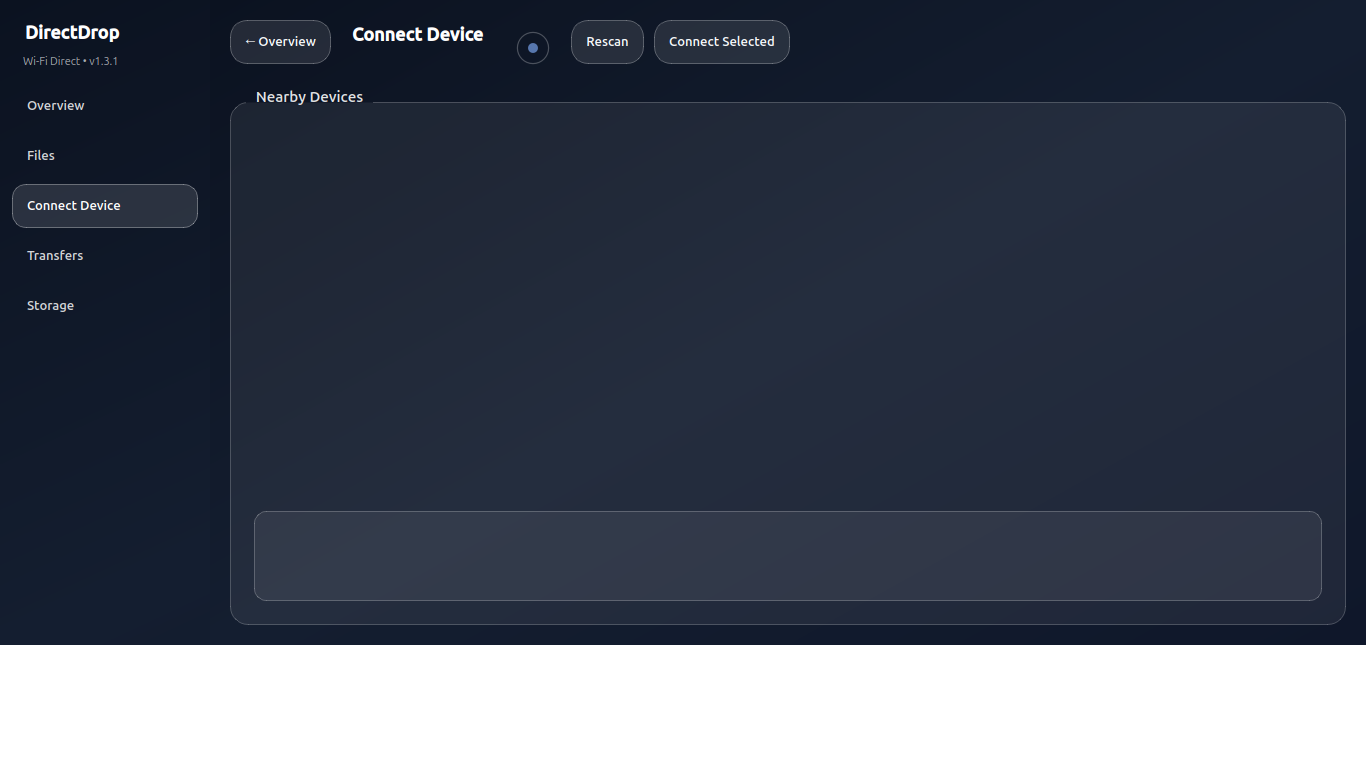 DirectDrop
Wi-Fi Direct • v1.3.1
Overview
Files
Connect Device
Transfers
Storage
←Overview
Connect Device
Rescan
Connect Selected
Nearby Devices